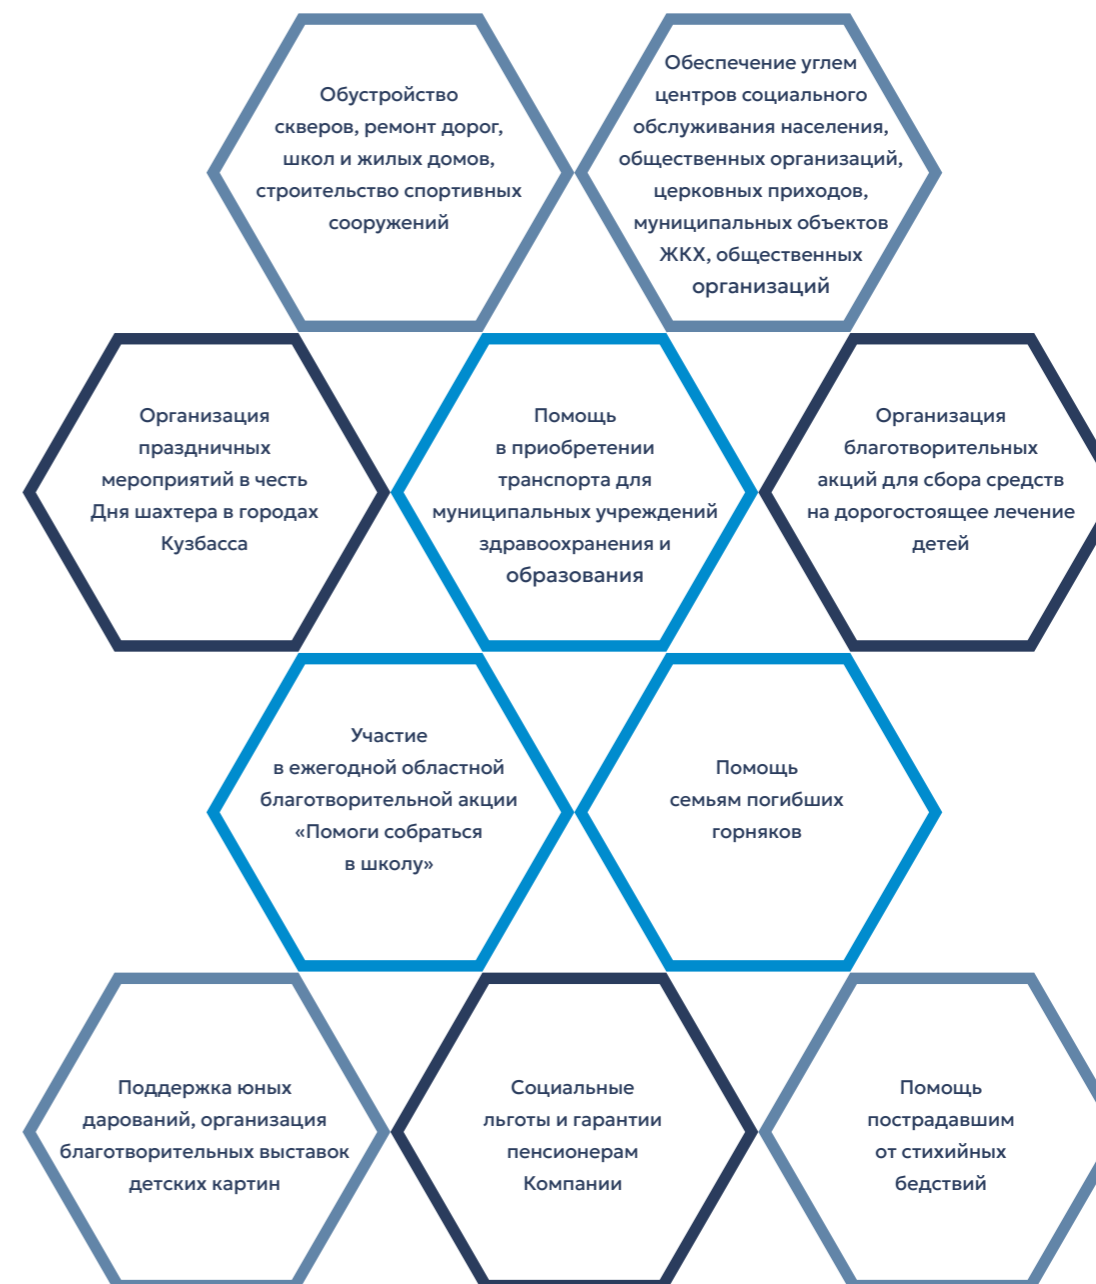 Обустройство
скверов, ремонт дорог,
школ и жилых домов,
строительство спортивных
сооружений
Обеспечение углем
центров социального
обслуживания населения,
общественных организаций,
церковных приходов,
муниципальных объектов
ЖКХ, общественных
организаций
Организация
праздничных
мероприятий в честь
Дня шахтера в городах
Кузбасса
Помощь
в приобретении
транспорта для
муниципальных учреждений
здравоохранения и
образования
Организация
благотворительных
акций для сбора средств
на дорогостоящее лечение
детей
Участие
в ежегодной областной
благотворительной акции
«Помоги собраться
в школу»
Помощь
семьям погибших
горняков
Поддержка юных
дарований, организация
благотворительных выставок
детских картин
Социальные
льготы и гарантии
пенсионерам
Компании
Помощь
пострадавшим
от стихийных
бедствий